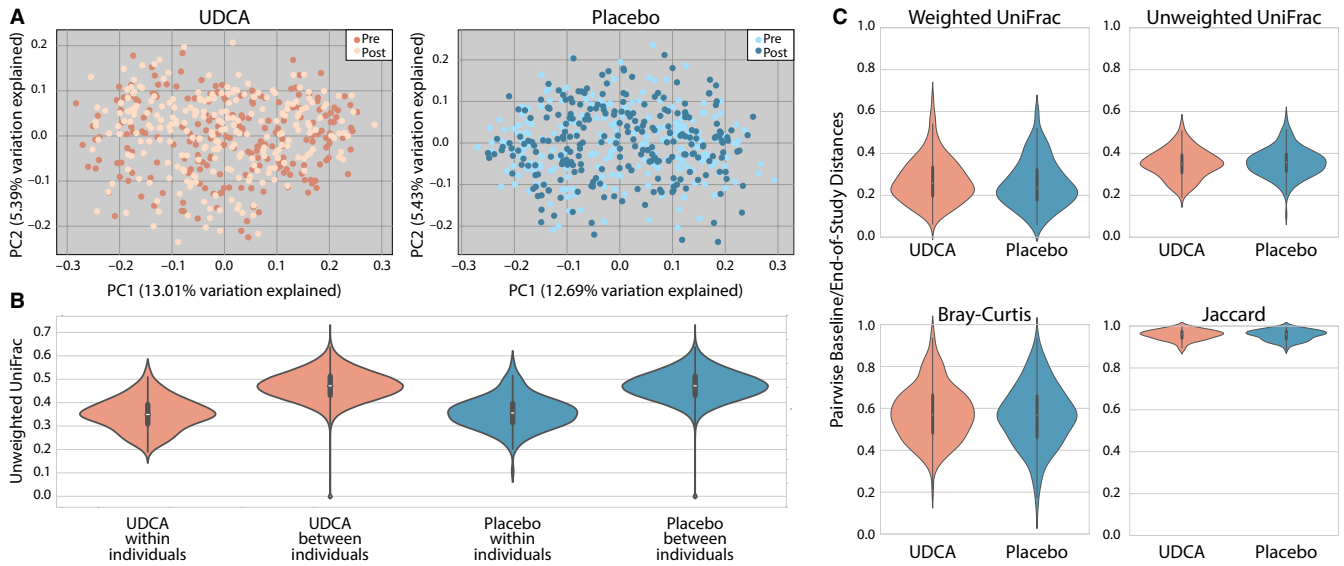 A
UDCA
Pre
Post
PC2 (5.39% variation explained)
0.2
0.1
0.0
−0.1
−0.2
−0.3
−0.2
−0.1
0.0
0.1
0.2
0.3
PC1 (13.01% variation explained)
Placebo
Pre
Post
PC2 (5.43% variation explained)
0.2
0.1
0.0
−0.1
−0.2
−0.3
−0.2
−0.1
0.0
0.1
0.2
0.3
PC1 (12.69% variation explained)
B
Unweighted UniFrac
0.7
0.6
0.5
0.4
0.3
0.2
0.1
0.0
UDCA
within
individuals
UDCA
between
individuals
Placebo
within
individuals
Placebo
between
individuals
C
Pairwise Baseline/End-of-Study Distances
Weighted UniFrac
1.0
0.8
0.6
0.4
0.2
0.0
UDCA
Placebo
Unweighted UniFrac
1.0
0.8
0.6
0.4
0.2
0.0
UDCA
Placebo
Bray-Curtis
1.0
0.8
0.6
0.4
0.2
0.0
UDCA
Placebo
Jaccard
1.0
0.8
0.6
0.4
0.2
0.0
UDCA
Placebo